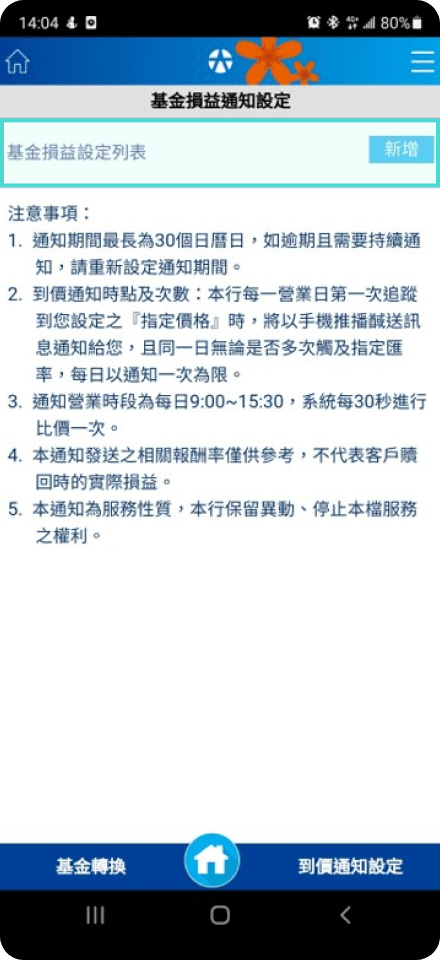 14:04 80%
基金損益通知設定
基金損益設定列表 新增
注意事項：
1. 通知期間最長為30個日曆日，如逾期且需要持續通
知，請重新設定通知期間。
2. 到價通知時點及次數：本行每一營業日第一次追蹤
到您設定之『指定價格』時，將以手機推播醎送訊
息通知給您，且同一日無論是否多次觸及指定匯
率，每日以通知一次為限。
3. 通知營業時段為每日9:00~15:30，系統每30秒進行
比價一次。
4. 本通知發送之相關報酬率僅供參考，不代表客戶贖
回時的實際損益。
5. 本通知為服務性質，本行保留異動、停止本檔服務
之權利。
基金轉換 到價通知設定